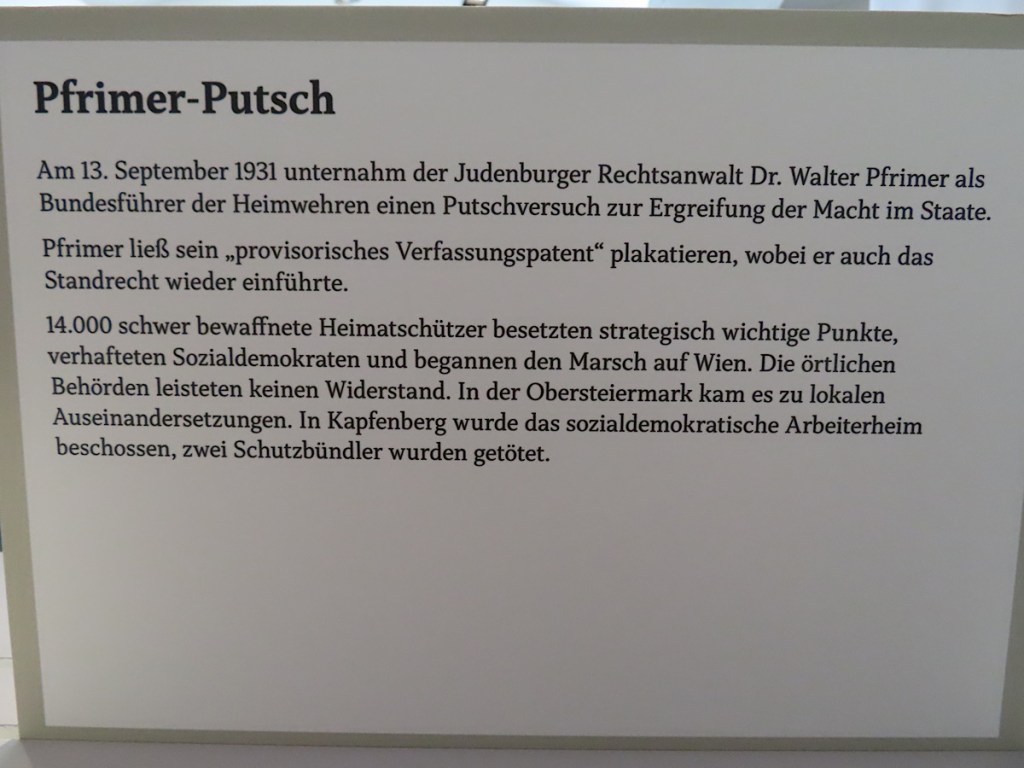 Pfrimer-Putsch
Am 13. September 1931 unternahm der Judenburger Rechtsanwalt Dr. Walter Pfrimer als
Bundesführer der Heimwehren einen Putschversuch zur Ergreifung der Macht im Staate.
Pfrimer ließ sein „provisorisches Verfassungspatent“ plakatieren, wobei er auch das
Standrecht wieder einführte.
14.000 schwer bewaffnete Heimatschützer besetzten strategisch wichtige Punkte,
verhafteten Sozialdemokraten und begannen den Marsch auf Wien. Die örtlichen
Behörden leisteten keinen Widerstand. In der Obersteiermark kam es zu lokalen
Auseinandersetzungen. In Kapfenberg wurde das sozialdemokratische Arbeiterheim
beschossen, zwei Schutzbündler wurden getötet.